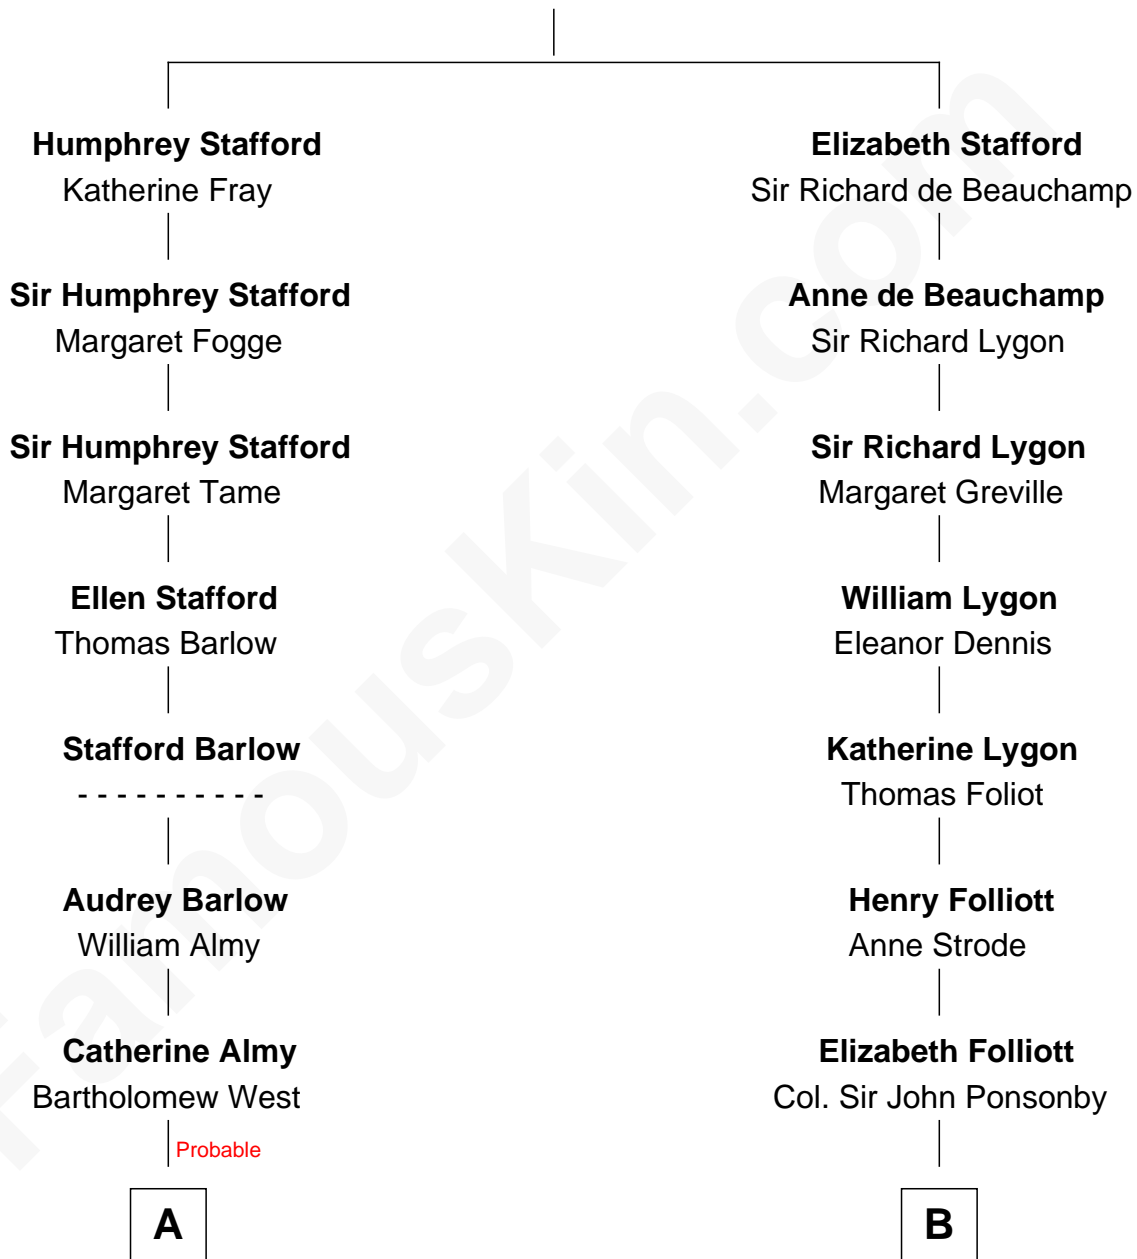 Humphrey Stafford
Katherine Fray
Sir Humphrey Stafford
Margaret Fogge
Sir Humphrey Stafford
Margaret Tame
Ellen Stafford
Thomas Barlow
Stafford Barlow
- - - - - - - - - -
Audrey Barlow
William Almy
Catherine Almy
Bartholomew West
Probable
A
Elizabeth Stafford
Sir Richard de Beauchamp
Anne de Beauchamp
Sir Richard Lygon
Sir Richard Lygon
Margaret Greville
William Lygon
Eleanor Dennis
Katherine Lygon
Thomas Foliot
Henry Folliott
Anne Strode
Elizabeth Folliott
Col. Sir John Ponsonby
B
FamousKin.com